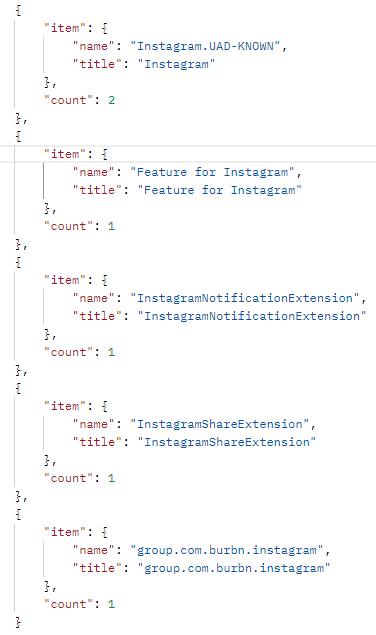 {
    "item": {
        "name": "Instagram.UAD-KNOWN",
        "title": "Instagram"
    },
    "count": 2
},
{
    "item": {
        "name": "Feature for Instagram",
        "title": "Feature for Instagram"
    },
    "count": 1
},
{
    "item": {
        "name": "InstagramNotificationExtension",
        "title": "InstagramNotificationExtension"
    },
    "count": 1
},
{
    "item": {
        "name": "InstagramShareExtension",
        "title": "InstagramShareExtension"
    },
    "count": 1
},
{
    "item": {
        "name": "group.com.burbn.instagram",
        "title": "group.com.burbn.instagram"
    },
    "count": 1
}